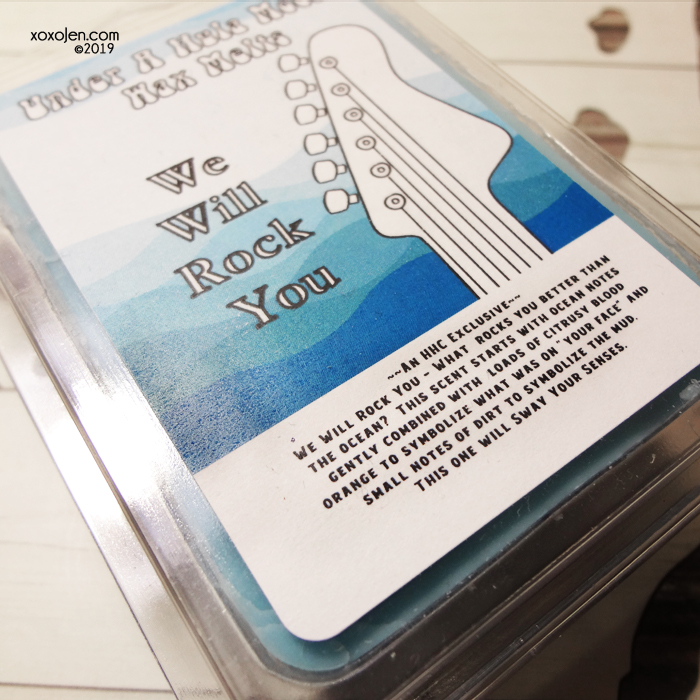 xoxoJen.com
©2019
Under A Hula Moon
Wax Melts
We
Will
Rock
You
~~An HHC Exclusive~~
We Will Rock You - What rocks you better than
the ocean? This scent starts with ocean notes
gently combined with loads of citrusy blood
orange to symbolize what was on "your face" and
small notes of dirt to symbolize the mud.
This one will Sway Your Senses.